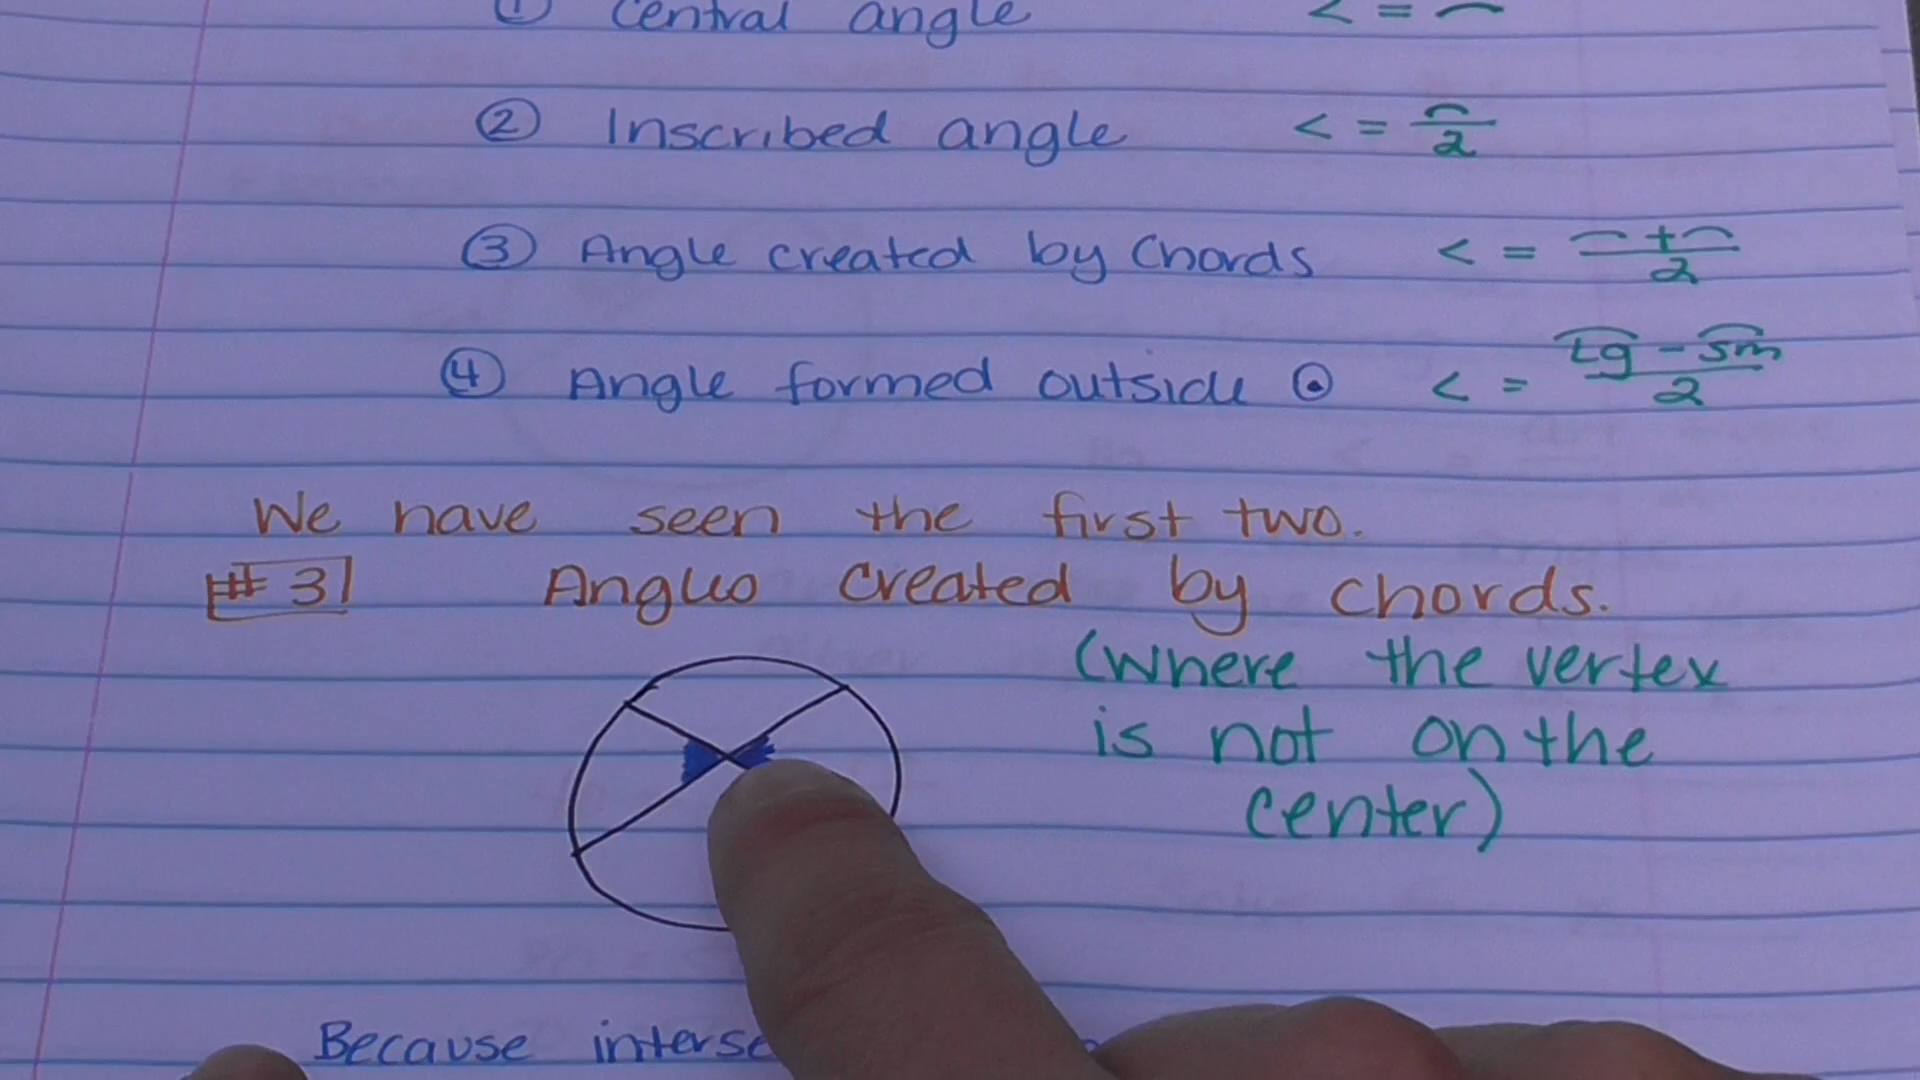 ① Central angle < = ⌒
② Inscribed angle < = ⌒/2
③ Angle created by Chords < = ⌒+⌒/2
④ Angle formed outside ⊙ < = Lg - sm/2
We have seen the first two.
#3 Angles created by chords.
(where the vertex
is not on the
center)
Because